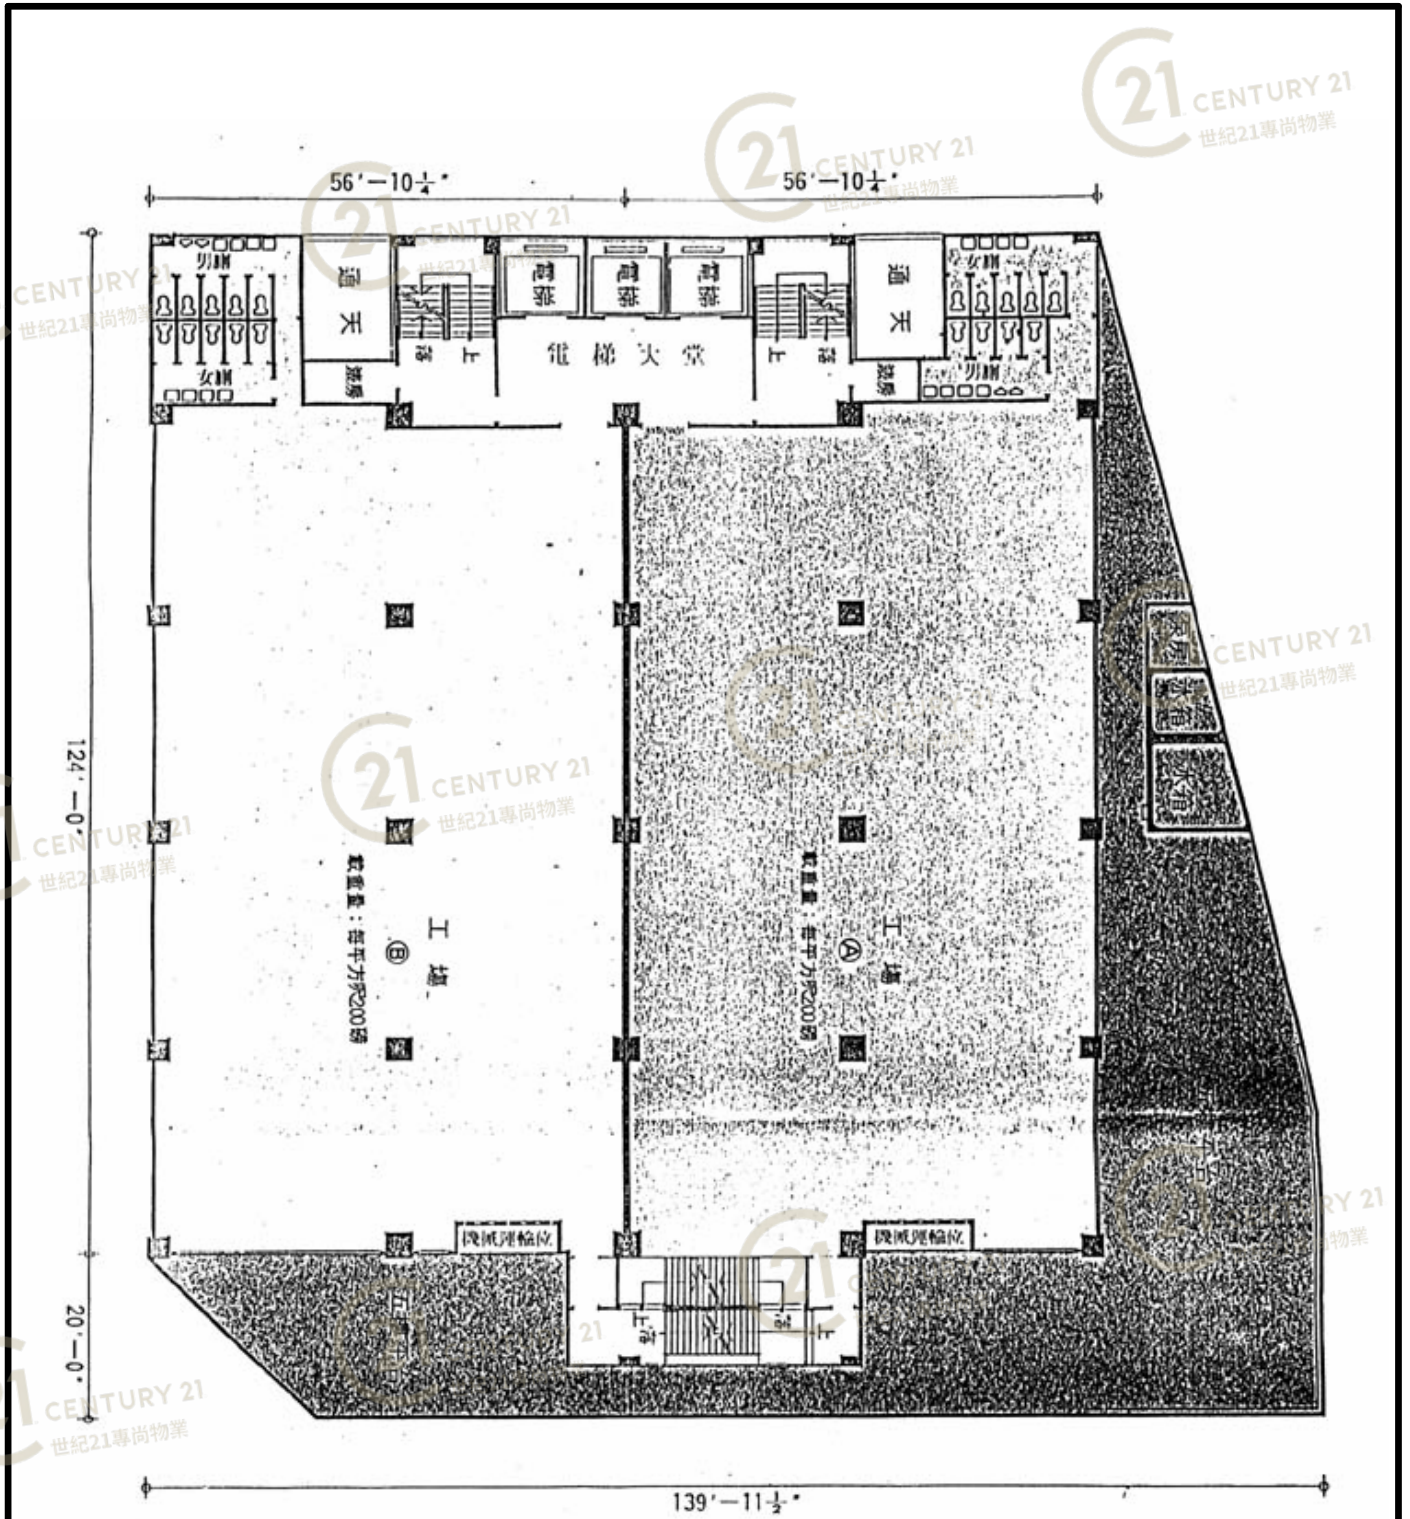 56'—10¼"
56'—10¼"
廁男
通天
電梯
電梯
電梯
通天
廁女
落
上
電梯大堂
上
落
廁女
廁男
124'—0"
水箱
工場
Ⓑ
載重量：每平方呎200磅
工場
Ⓐ
載重量：每平方呎200磅
機械運輸位
機械運輸位
上
落
落
上
20'—0"
139'—11½"
21 CENTURY 21
世紀21專尚物業